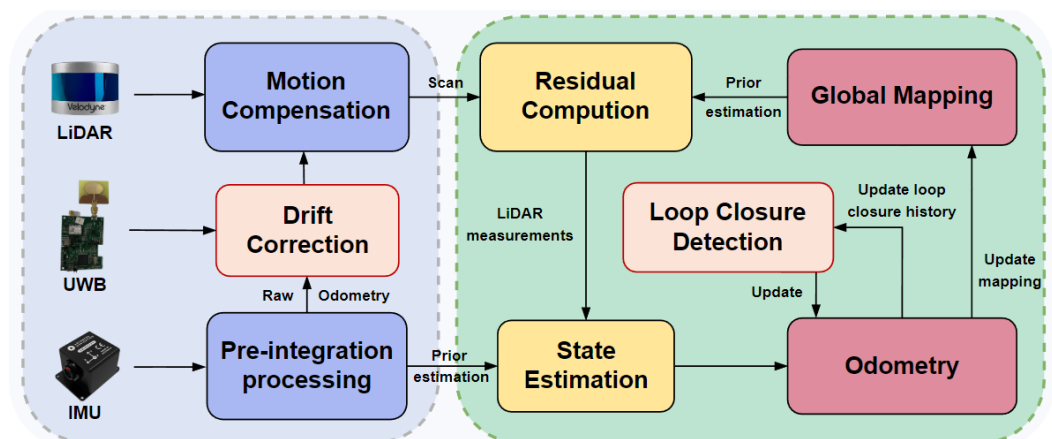 Velodyne
LiDAR
UWB
IMU
Motion
Compensation
Drift
Correction
Raw Odometry
Pre-integration
processing
Scan
Prior
estimation
Residual
Compution
LiDAR
measurements
State
Estimation
Prior
estimation
Global Mapping
Loop Closure
Detection
Update loop
closure history
Update
Update
mapping
Odometry